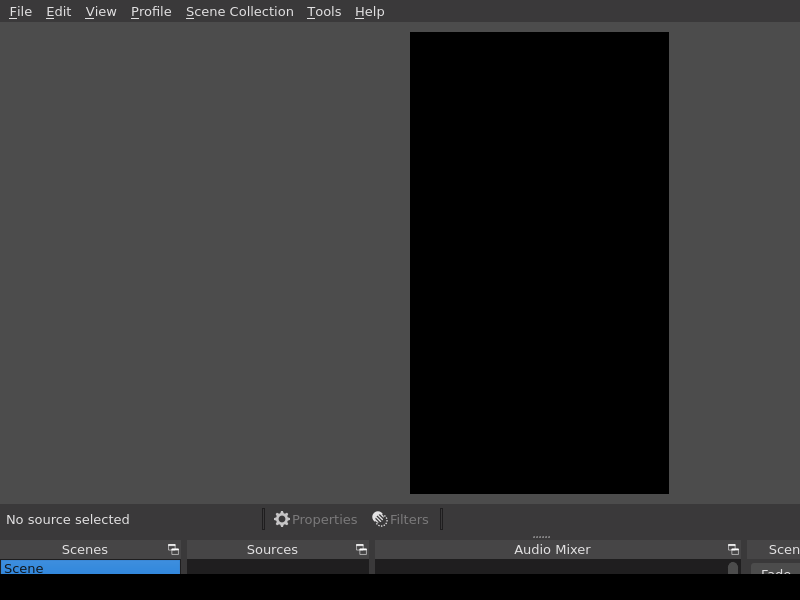 File Edit View Profile Scene Collection Tools Help
No source selected Properties Filters
Scenes Sources Audio Mixer Scen
Scene Fade